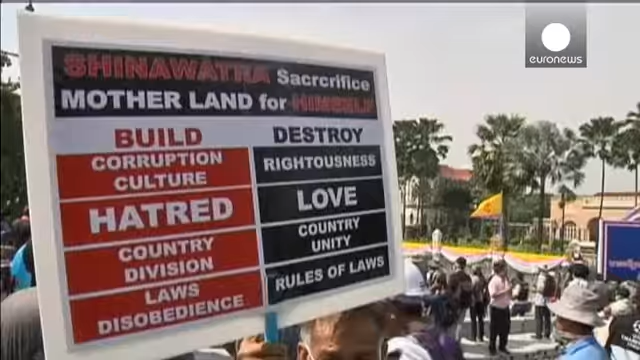 euronews
SHINAWATRA Sacrcrifice
MOTHER LAND for HIMSELF
BUILD DESTROY
CORRUPTION CULTURE RIGHTOUSNESS
HATRED LOVE
COUNTRY DIVISION COUNTRY UNITY
LAWS DISOBEDIENCE RULES OF LAWS